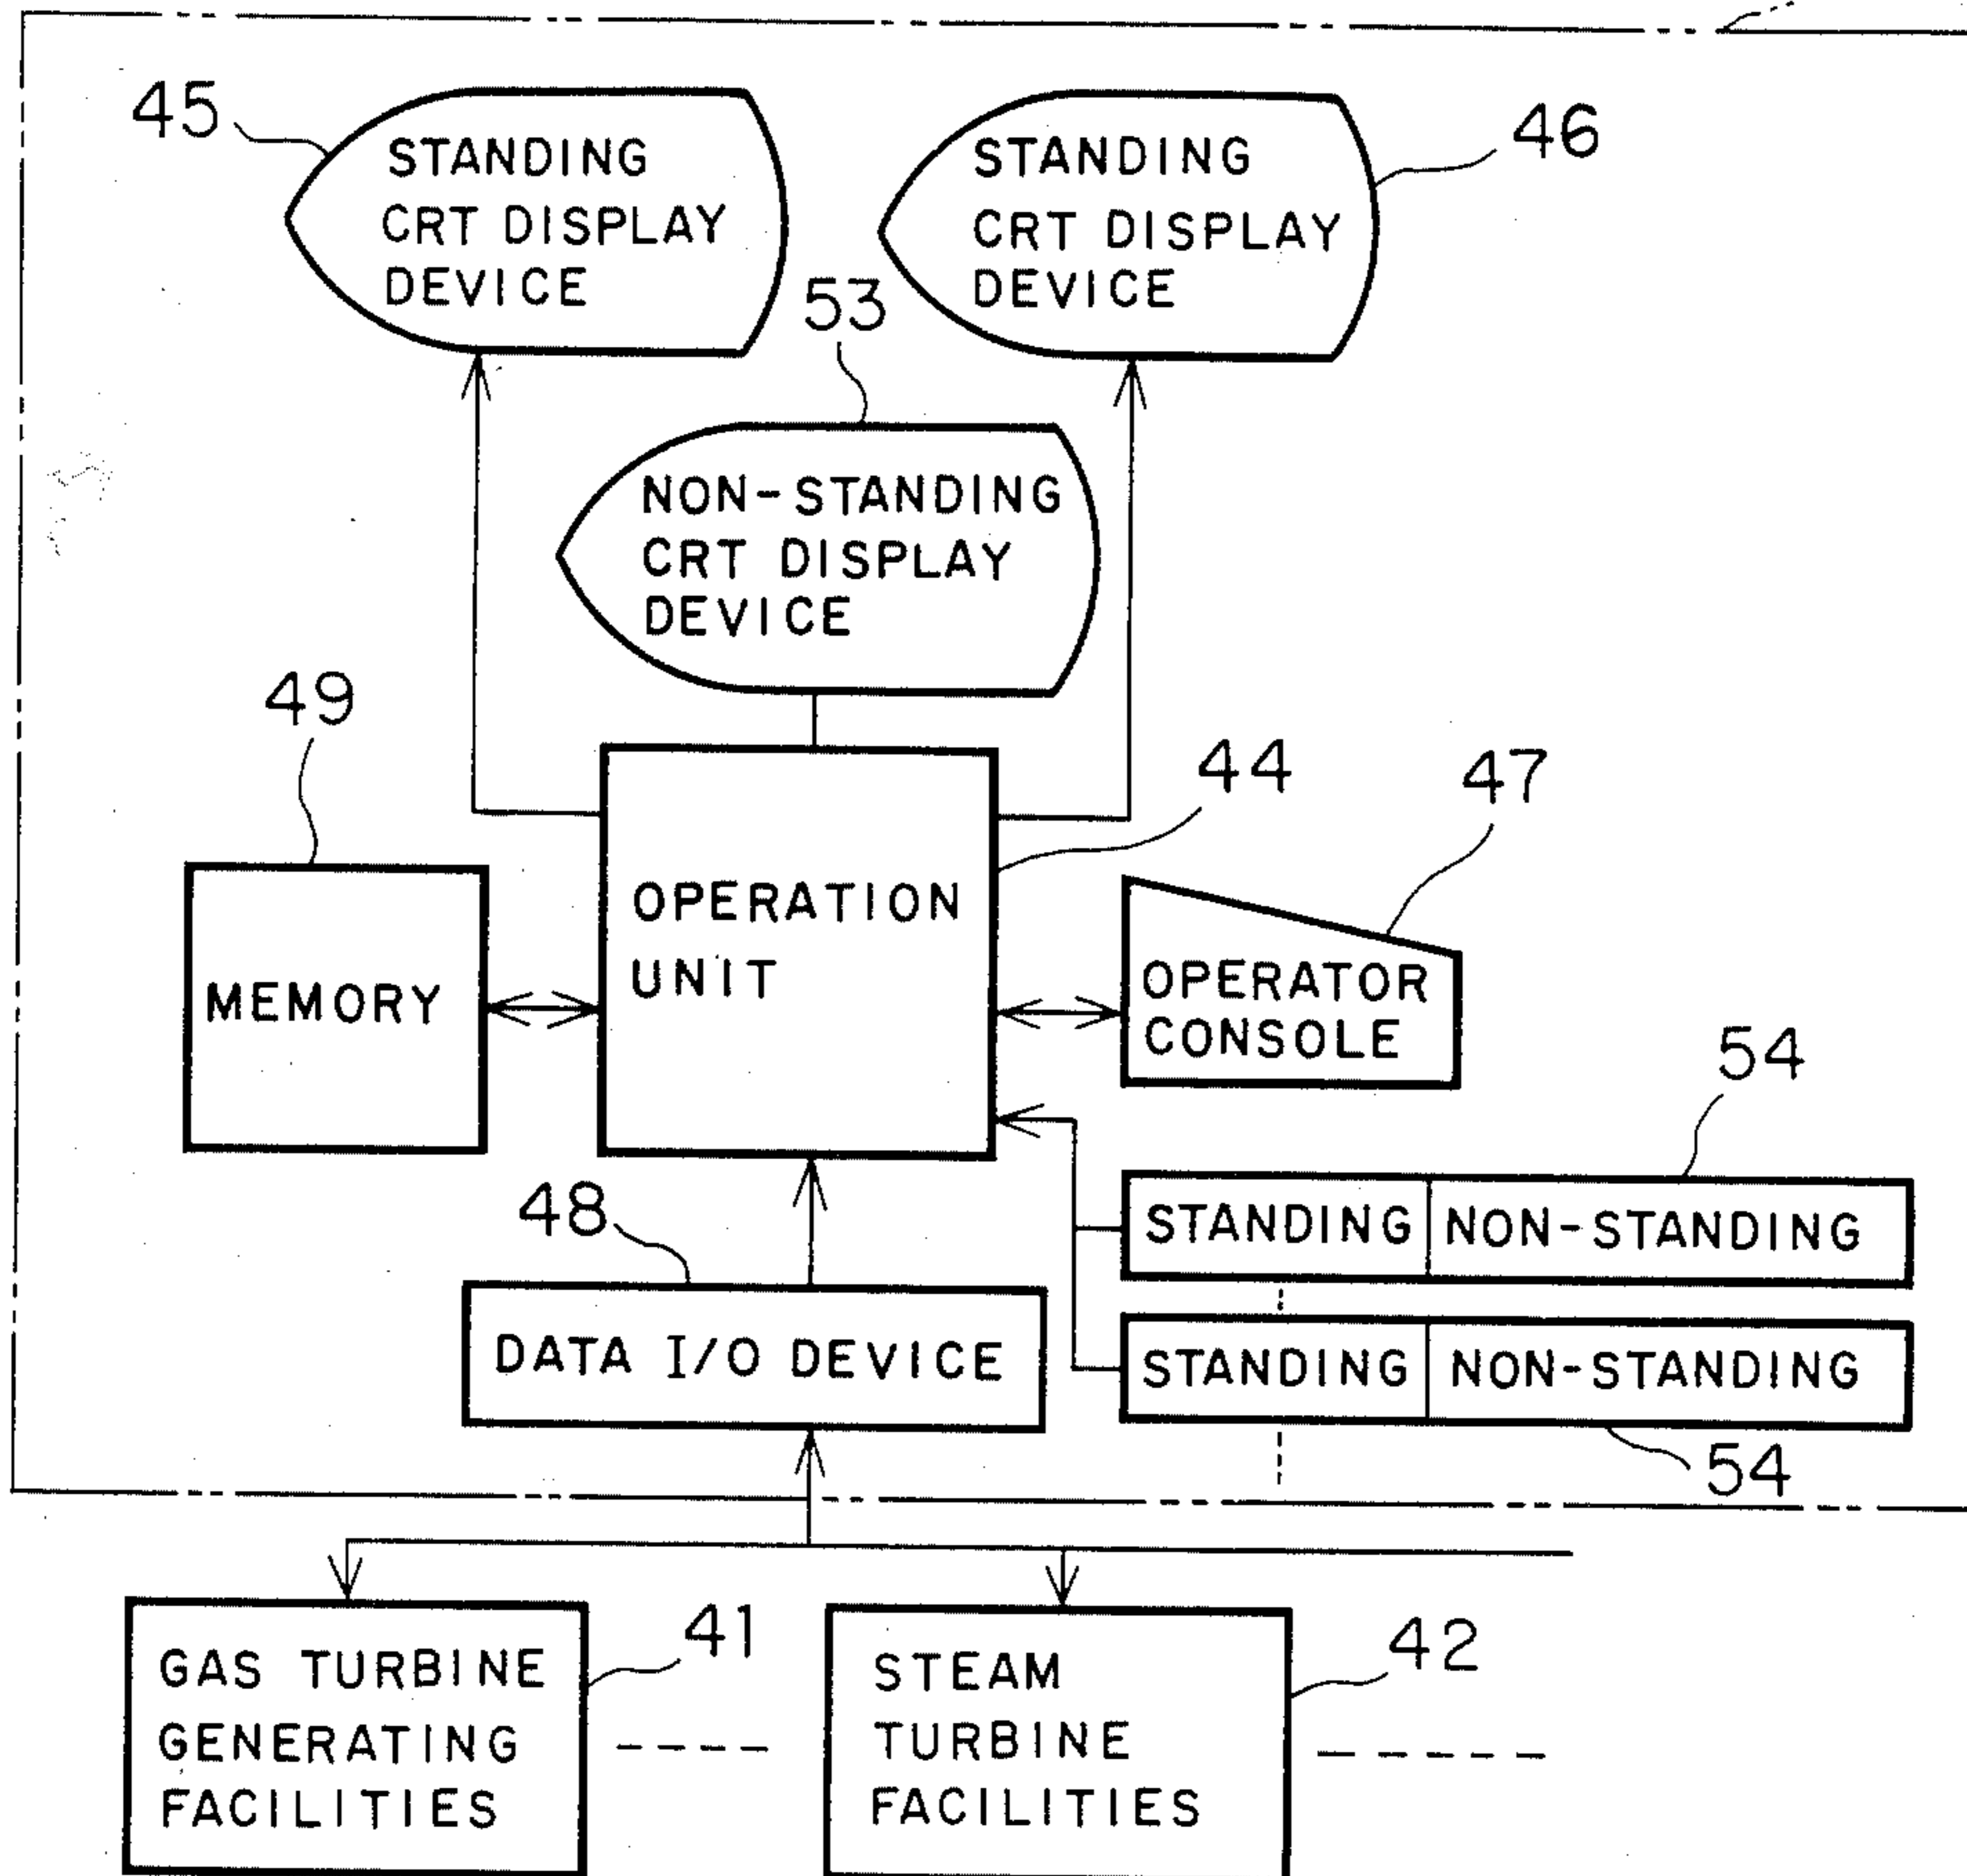 45
STANDING
CRT DISPLAY
DEVICE
STANDING
CRT DISPLAY
DEVICE
46
53
NON-STANDING
CRT DISPLAY
DEVICE
49
44
47
MEMORY
OPERATION
UNIT
OPERATOR
CONSOLE
54
STANDING NON-STANDING
48
DATA I/O DEVICE
STANDING NON-STANDING
54
GAS TURBINE
GENERATING
FACILITIES
41
STEAM
TURBINE
FACILITIES
42